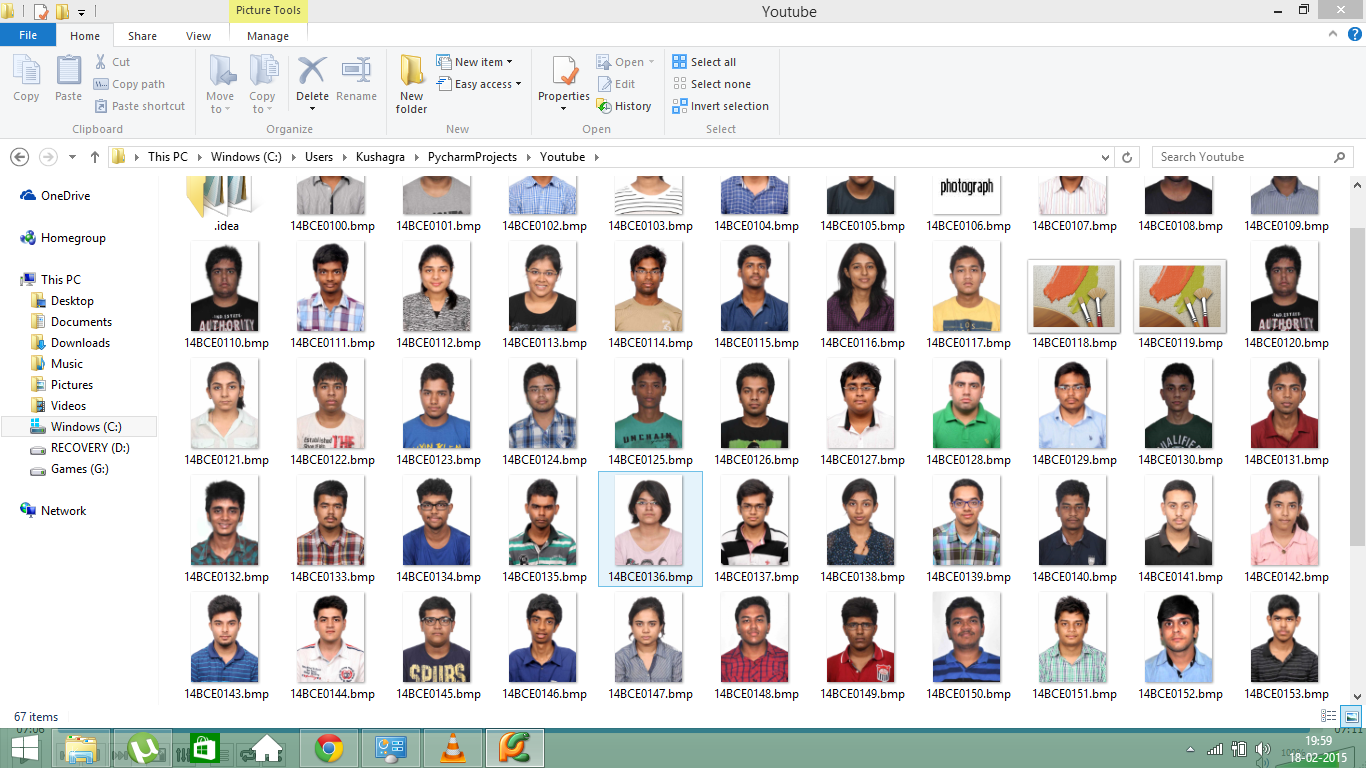 Picture Tools
Youtube
File
Home
Share
View
Manage
Copy
Paste
Cut
Copy path
Paste shortcut
Clipboard
Move to
Copy to
Delete
Rename
Organize
New folder
New item
Easy access
New
Properties
Open
Edit
History
Open
Select all
Select none
Invert selection
Select
This PC
Windows (C:)
Users
Kushagra
PycharmProjects
Youtube
Search Youtube
OneDrive
Homegroup
This PC
Desktop
Documents
Downloads
Music
Pictures
Videos
Windows (C:)
RECOVERY (D:)
Games (G:)
Network
photograph
.idea 14BCE0100.bmp 14BCE0101.bmp 14BCE0102.bmp 14BCE0103.bmp 14BCE0104.bmp 14BCE0105.bmp 14BCE0106.bmp 14BCE0107.bmp 14BCE0108.bmp 14BCE0109.bmp
AUTHORITY
LOS
AUTHORITY
14BCE0110.bmp 14BCE0111.bmp 14BCE0112.bmp 14BCE0113.bmp 14BCE0114.bmp 14BCE0115.bmp 14BCE0116.bmp 14BCE0117.bmp 14BCE0118.bmp 14BCE0119.bmp 14BCE0120.bmp
THE
UNCHAIN
14BCE0121.bmp 14BCE0122.bmp 14BCE0123.bmp 14BCE0124.bmp 14BCE0125.bmp 14BCE0126.bmp 14BCE0127.bmp 14BCE0128.bmp 14BCE0129.bmp 14BCE0130.bmp 14BCE0131.bmp
14BCE0132.bmp 14BCE0133.bmp 14BCE0134.bmp 14BCE0135.bmp 14BCE0136.bmp 14BCE0137.bmp 14BCE0138.bmp 14BCE0139.bmp 14BCE0140.bmp 14BCE0141.bmp 14BCE0142.bmp
SPURS
14BCE0143.bmp 14BCE0144.bmp 14BCE0145.bmp 14BCE0146.bmp 14BCE0147.bmp 14BCE0148.bmp 14BCE0149.bmp 14BCE0150.bmp 14BCE0151.bmp 14BCE0152.bmp 14BCE0153.bmp
67 items
07:06
07:11
19:59
100%
18-02-2015